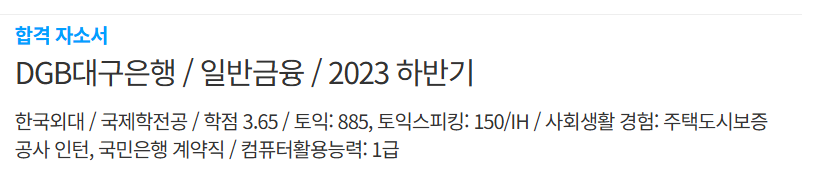 합격 자소서
DGB대구은행 / 일반금융 / 2023 하반기
한국외대 / 국제학전공 / 학점 3.65 / 토익: 885, 토익스피킹: 150/IH / 사회생활 경험: 주택도시보증
공사 인턴, 국민은행 계약직 / 컴퓨터활용능력: 1급